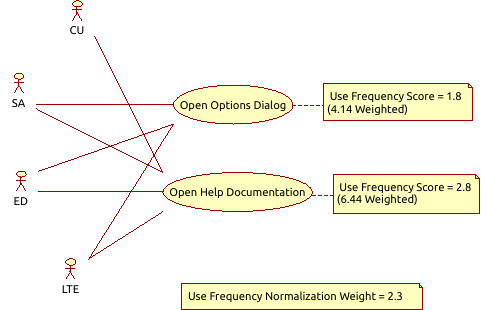 CU
SA
Open Options Dialog
Use Frequency Score = 1.8
(4.14 Weighted)
ED
Open Help Documentation
Use Frequency Score = 2.8
(6.44 Weighted)
LTE
Use Frequency Normalization Weight = 2.3